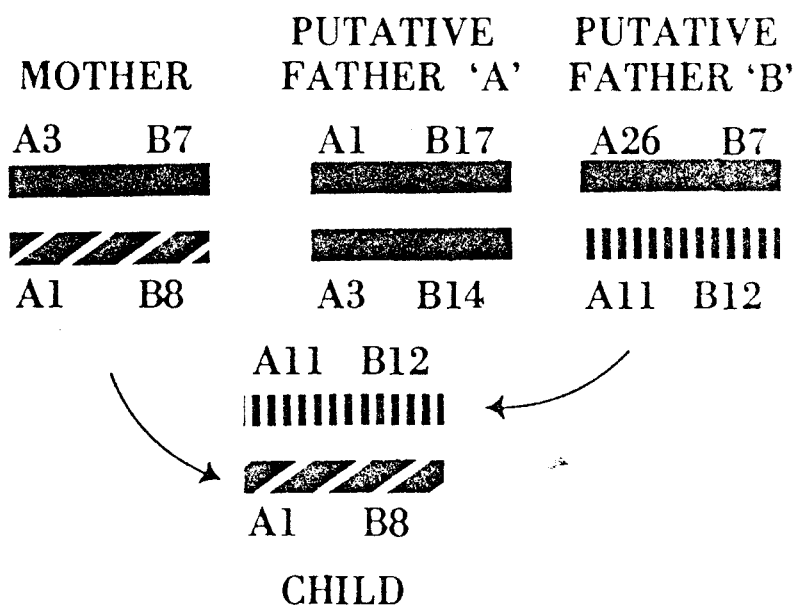 MOTHER
PUTATIVE
FATHER 'A'
PUTATIVE
FATHER 'B'
A3 B7
A1 B17
A26 B7
A1 B8
A3 B14
A11 B12
A11 B12
A1 B8
CHILD